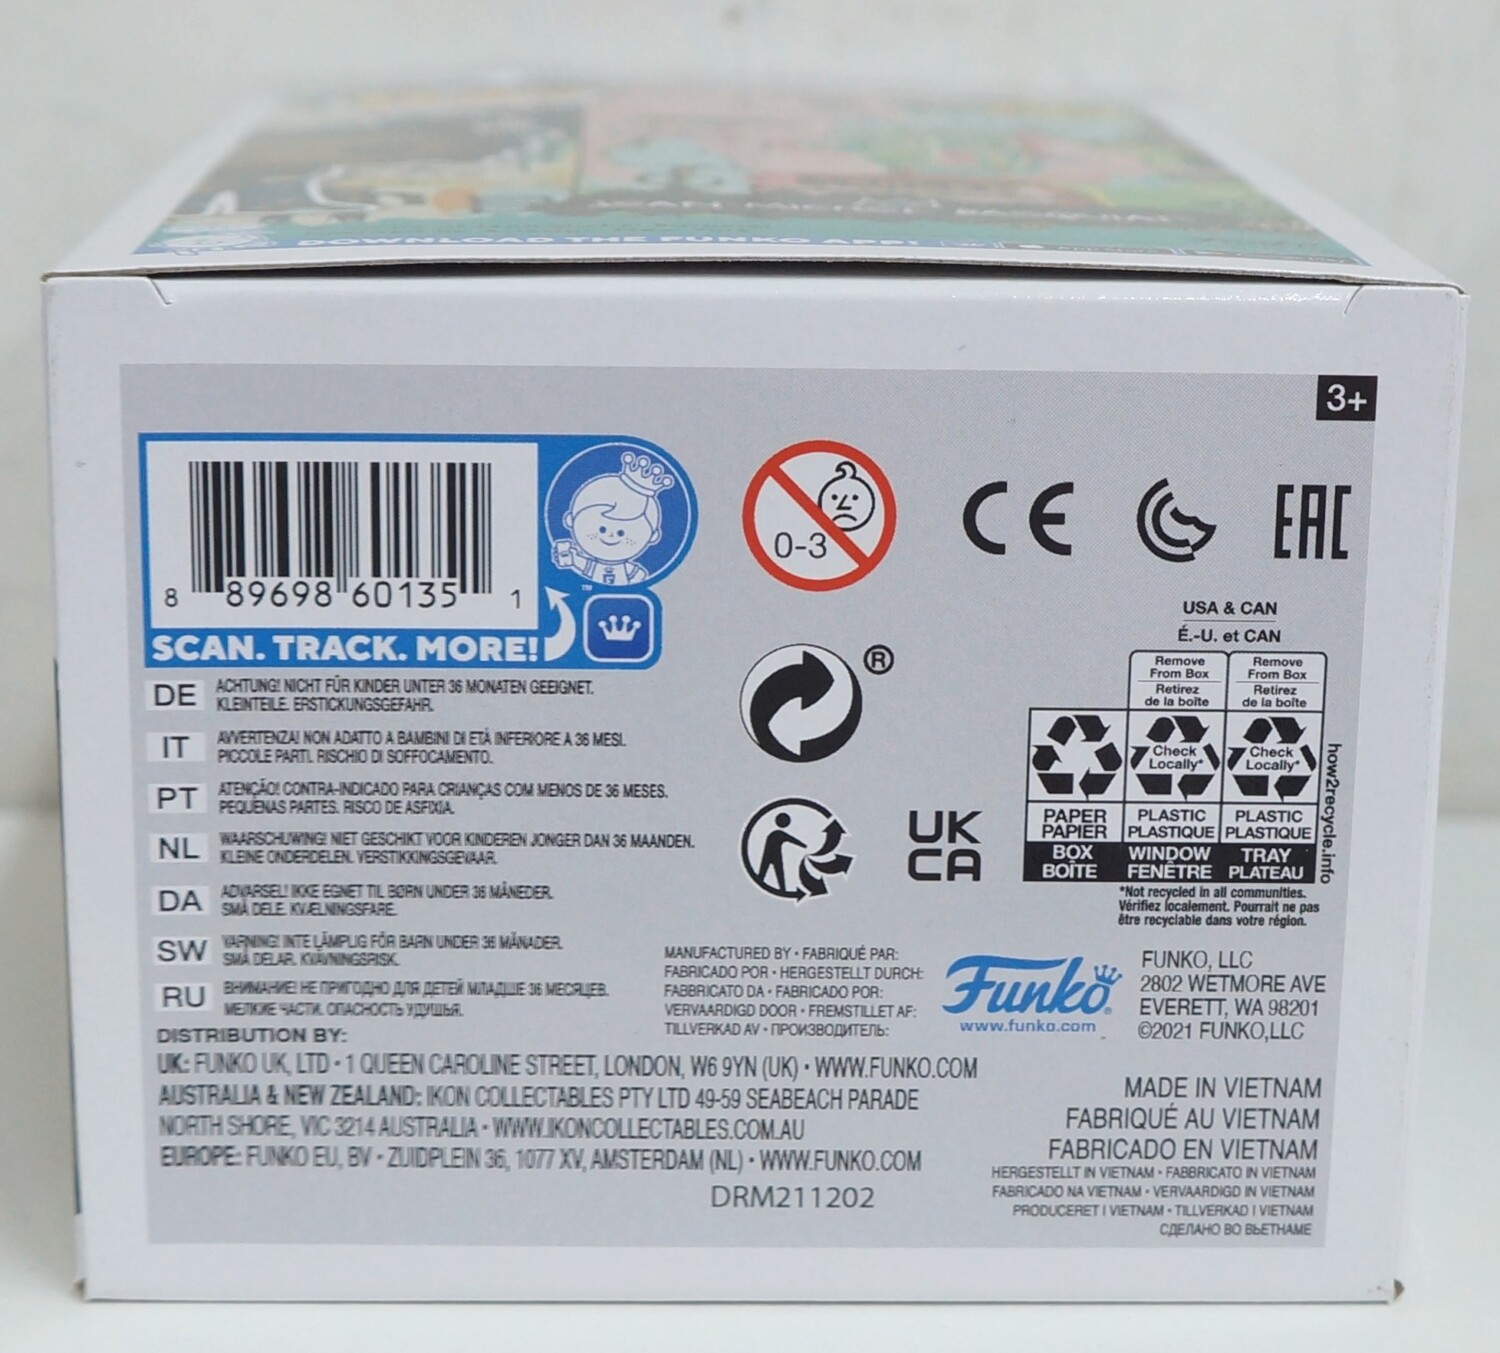 DOWNLOAD THE FUNKO APP!
3+
8 89698 60135 1
SCAN. TRACK. MORE!
™
0-3
CE
EAC
®
UK
CA
USA & CAN
É.-U. et CAN
Remove From Box
Retirez de la boîte
Remove From Box
Retirez de la boîte
Check Locally*
Check Locally*
PAPER PAPIER
PLASTIC PLASTIQUE
PLASTIC PLASTIQUE
BOX BOÎTE
WINDOW FENÊTRE
TRAY PLATEAU
how2recycle.info
*Not recycled in all communities.
Vérifiez localement. Pourrait ne pas
être recyclable dans votre région.
DE ACHTUNG! NICHT FÜR KINDER UNTER 36 MONATEN GEEIGNET.
KLEINTEILE. ERSTICKUNGSGEFAHR.
IT AVVERTENZA! NON ADATTO A BAMBINI DI ETÀ INFERIORE A 36 MESI.
PICCOLE PARTI. RISCHIO DI SOFFOCAMENTO.
PT ATENÇÃO! CONTRA-INDICADO PARA CRIANÇAS COM MENOS DE 36 MESES.
PEQUENAS PARTES. RISCO DE ASFIXIA.
NL WAARSCHUWING! NIET GESCHIKT VOOR KINDEREN JONGER DAN 36 MAANDEN.
KLEINE ONDERDELEN. VERSTIKKINGSGEVAAR.
DA ADVARSEL! IKKE EGNET TIL BØRN UNDER 36 MÅNEDER.
SMÅ DELE. KVÆLNINGSFARE.
SW VARNING! INTE LÄMPLIG FÖR BARN UNDER 36 MÅNADER.
SMÅ DELAR. KVÄVNINGSRISK.
RU ВНИМАНИЕ! НЕ ПРИГОДНО ДЛЯ ДЕТЕЙ МЛАДШЕ 36 МЕСЯЦЕВ.
МЕЛКИЕ ЧАСТИ. ОПАСНОСТЬ УДУШЬЯ.
MANUFACTURED BY • FABRIQUÉ PAR:
FABRICADO POR • HERGESTELLT DURCH:
FABBRICATO DA • FABRICADO POR:
VERVAARDIGD DOOR • FREMSTILLET AF:
TILLVERKAD AV • ПРОИЗВОДИТЕЛЬ:
Funko®
www.funko.com
FUNKO, LLC
2802 WETMORE AVE
EVERETT, WA 98201
©2021 FUNKO,LLC
DISTRIBUTION BY:
UK: FUNKO UK, LTD • 1 QUEEN CAROLINE STREET, LONDON, W6 9YN (UK) • WWW.FUNKO.COM
AUSTRALIA & NEW ZEALAND: IKON COLLECTABLES PTY LTD 49-59 SEABEACH PARADE
NORTH SHORE, VIC 3214 AUSTRALIA • WWW.IKONCOLLECTABLES.COM.AU
EUROPE: FUNKO EU, BV • ZUIDPLEIN 36, 1077 XV, AMSTERDAM (NL) • WWW.FUNKO.COM
DRM211202
MADE IN VIETNAM
FABRIQUÉ AU VIETNAM
FABRICADO EN VIETNAM
HERGESTELLT IN VIETNAM • FABBRICATO IN VIETNAM
FABRICADO NA VIETNAM • VERVAARDIGD IN VIETNAM
PRODUCERET I VIETNAM • TILLVERKAD I VIETNAM
СДЕЛАНО ВО ВЬЕТНАМЕ